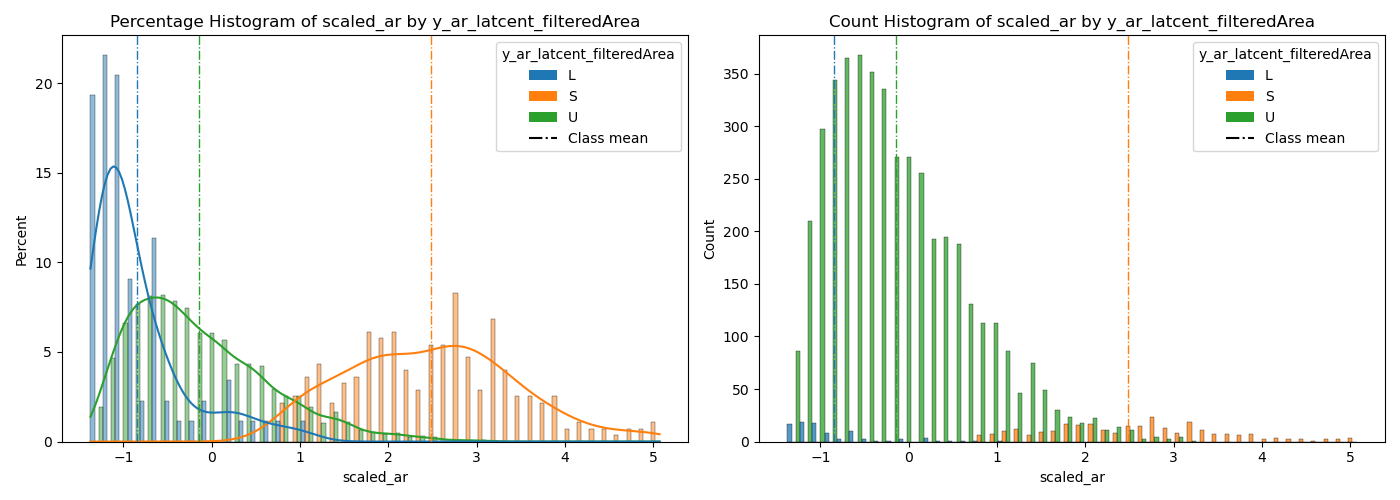 Percentage Histogram of scaled_ar by y_ar_latcent_filteredArea
y_ar_latcent_filteredArea
L
S
U
Class mean
Percent
20
15
10
5
0
−1
0
1
2
3
4
5
scaled_ar
Count Histogram of scaled_ar by y_ar_latcent_filteredArea
y_ar_latcent_filteredArea
L
S
U
Class mean
Count
350
300
250
200
150
100
50
0
−1
0
1
2
3
4
5
scaled_ar